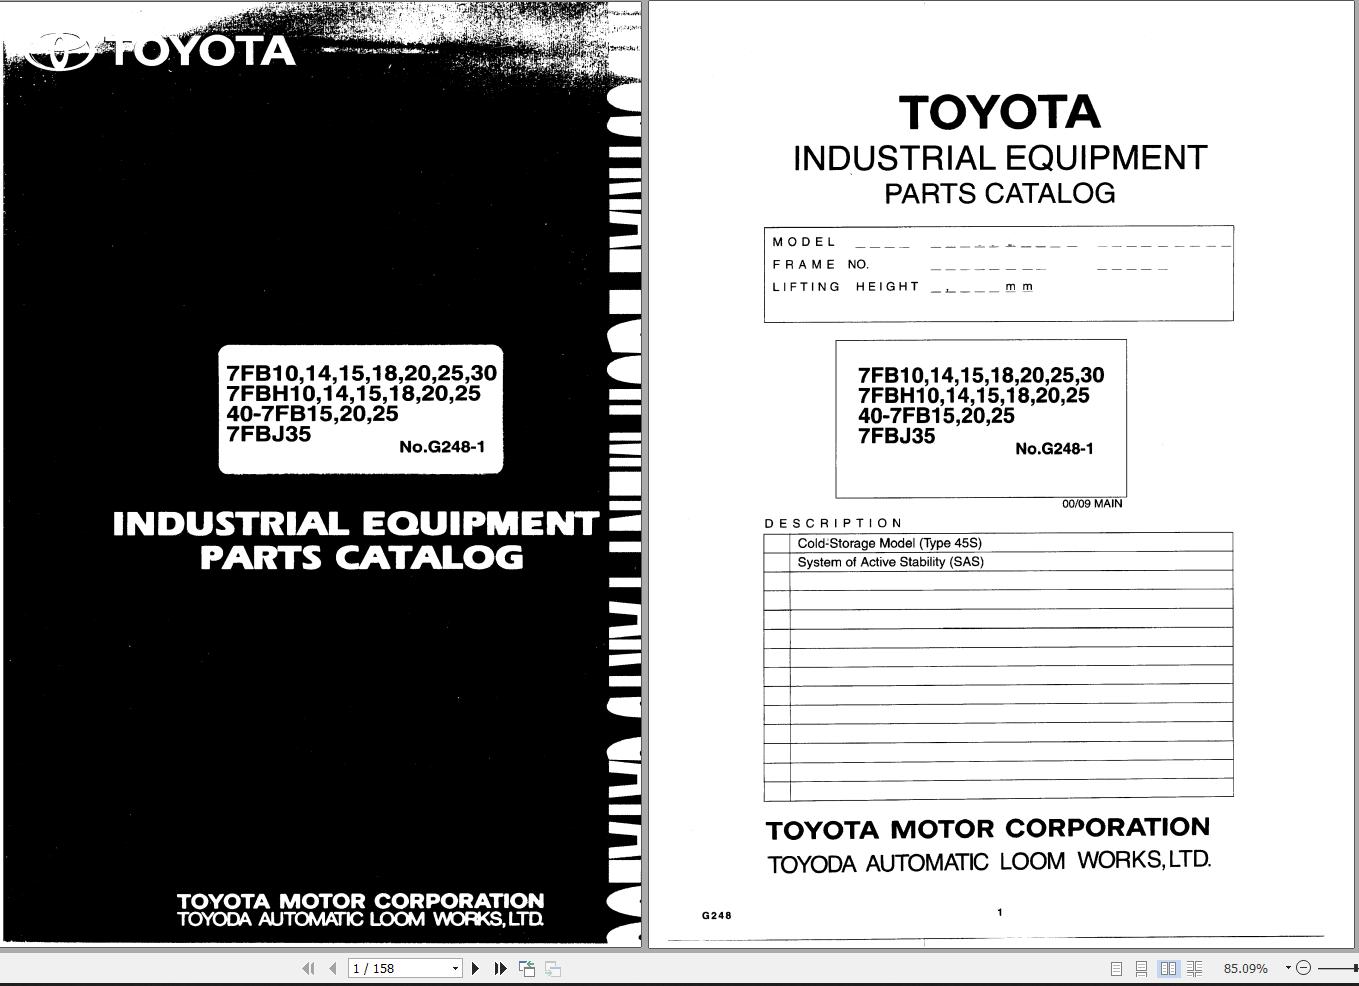 TOYOTA
7FB10,14,15,18,20,25,30
7FBH10,14,15,18,20,25
40-7FB15,20,25
7FBJ35
No.G248-1
INDUSTRIAL EQUIPMENT
PARTS CATALOG
TOYOTA MOTOR CORPORATION
TOYODA AUTOMATIC LOOM WORKS,LTD.
TOYOTA
INDUSTRIAL EQUIPMENT
PARTS CATALOG
MODEL
FRAME NO.
LIFTING HEIGHT mm
7FB10,14,15,18,20,25,30
7FBH10,14,15,18,20,25
40-7FB15,20,25
7FBJ35
No.G248-1
00/09 MAIN
DESCRIPTION
Cold-Storage Model (Type 45S)
System of Active Stability (SAS)
TOYOTA MOTOR CORPORATION
TOYODA AUTOMATIC LOOM WORKS,LTD.
G248 1
1 / 158
85.09%